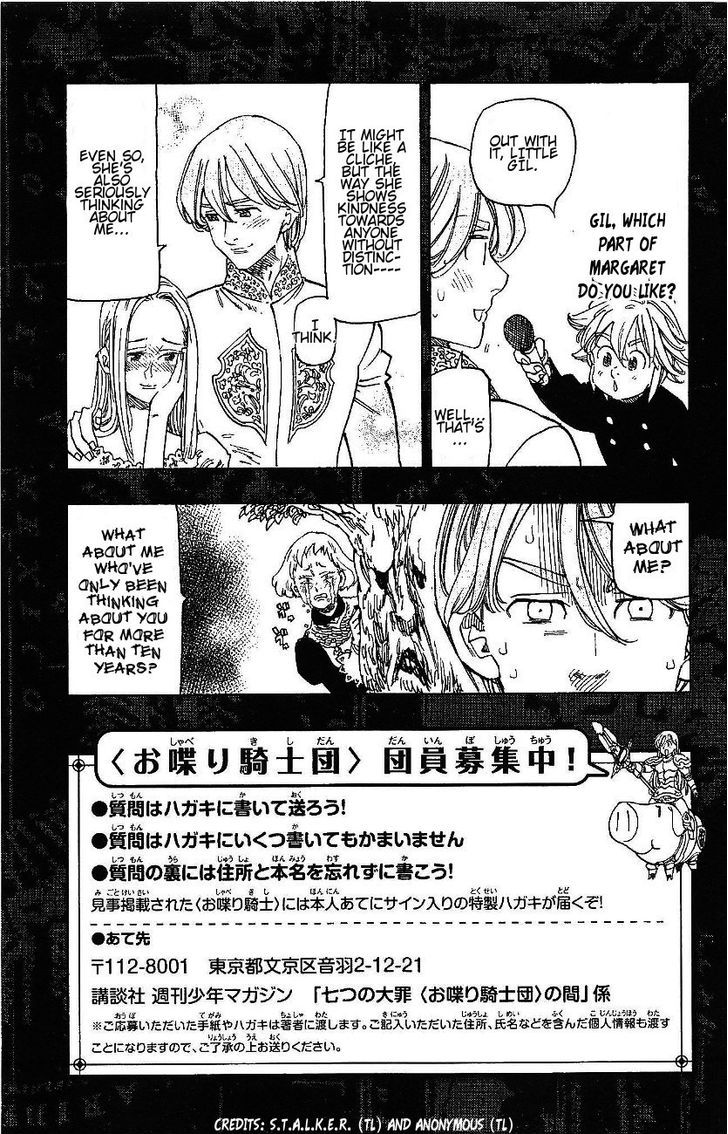 OUT WITH
IT, LITTLE
GIL.
GIL, WHICH
PART OF
MARGARET
DO YOU LIKE?
WELL...
THAT'S
...
IT MIGHT
BE LIKE A
CLICHE,
BUT THE
WAY SHE
SHOWS
KINDNESS
TOWARDS
ANYONE
WITHOUT
DISTINC-
TION----
I
THINK.
EVEN SO,
SHE'S
ALSO
SERIOUSLY
THINKING
ABOUT
ME...
WHAT
ABOUT
ME?
WHAT
ABOUT ME
WHO'VE
ONLY BEEN
THINKING
ABOUT YOU
FOR MORE
THAN TEN
YEARS?
〈お喋り騎士団〉団員募集中!
●質問はハガキに書いて送ろう!
●質問はハガキにいくつ書いてもかまいません
●質問の裏には住所と本名を忘れずに書こう!
見事掲載された〈お喋り騎士〉には本人あてにサイン入りの特製ハガキが届くぞ!
●あて先
〒112-8001 東京都文京区音羽2-12-21
講談社 週刊少年マガジン 「七つの大罪〈お喋り騎士団〉の間」係
※ご応募いただいた手紙やハガキは著者に渡します。ご記入いただいた住所、氏名などを含んだ個人情報も渡す
ことになりますので、ご了承の上お送りください。
CREDITS: S.T.A.L.K.E.R. (TL) AND ANONYMOUS (TL)